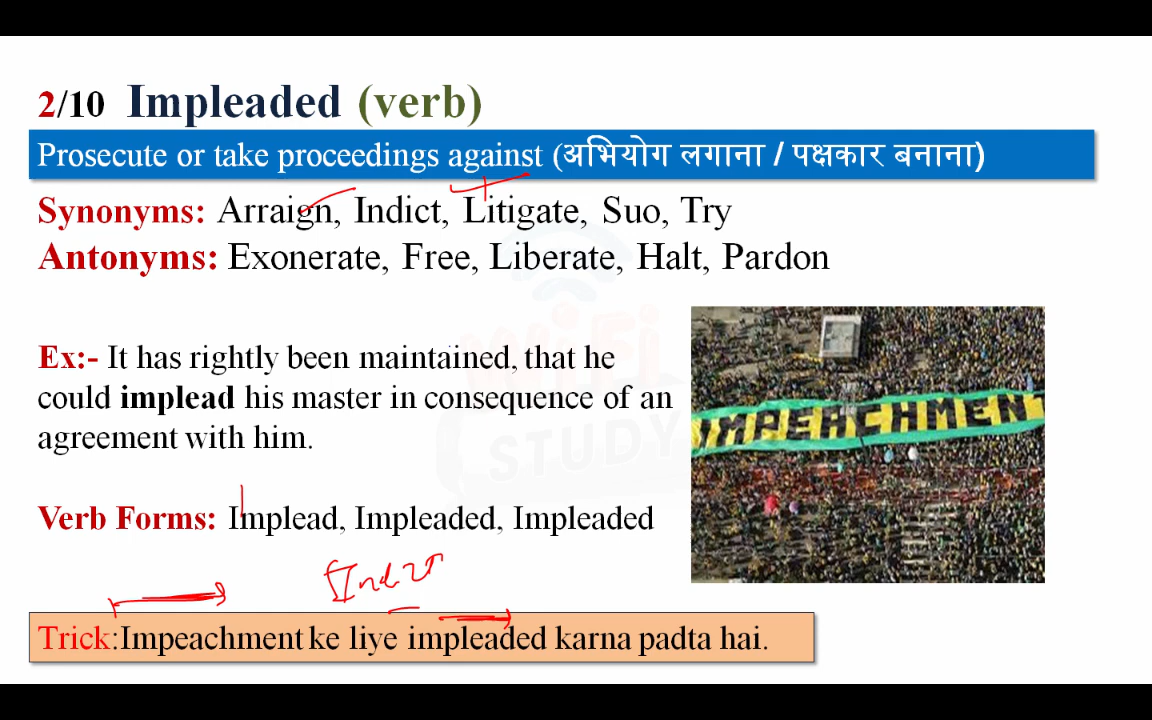 2/10 Impleaded (verb)
Prosecute or take proceedings against (अभियोग लगाना / पक्षकार बनाना)
Synonyms: Arraign, Indict, Litigate, Suo, Try
Antonyms: Exonerate, Free, Liberate, Halt, Pardon
Ex:- It has rightly been maintained, that he
could implead his master in consequence of an
agreement with him.
IMPEACHMENT
WiFi
STUDY
Verb Forms: Implead, Impleaded, Impleaded
Trick:Impeachment ke liye impleaded karna padta hai.